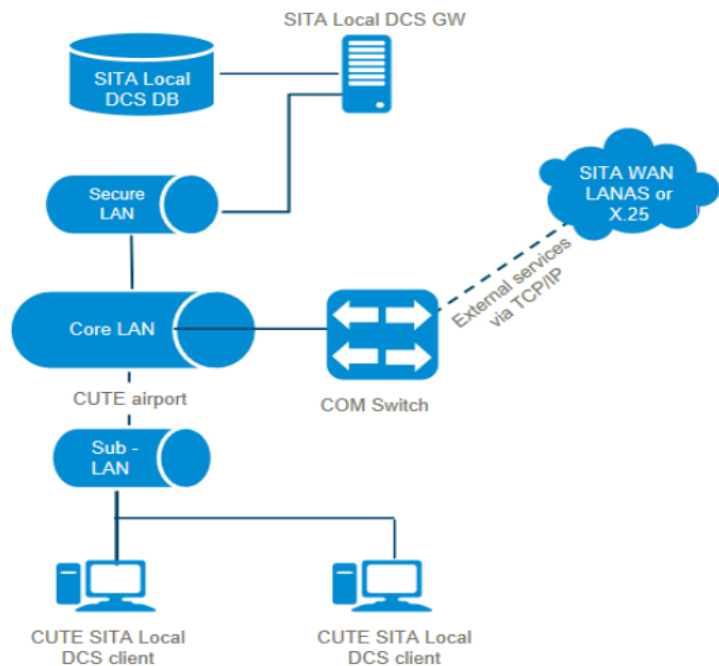 SITA Local DCS GW
SITA Local
DCS DB
SITA WAN
LANAS or
X.25
Secure
LAN
External services
via TCP/IP
Core LAN
CUTE airport
COM Switch
Sub -
LAN
CUTE SITA Local
DCS client
CUTE SITA Local
DCS client